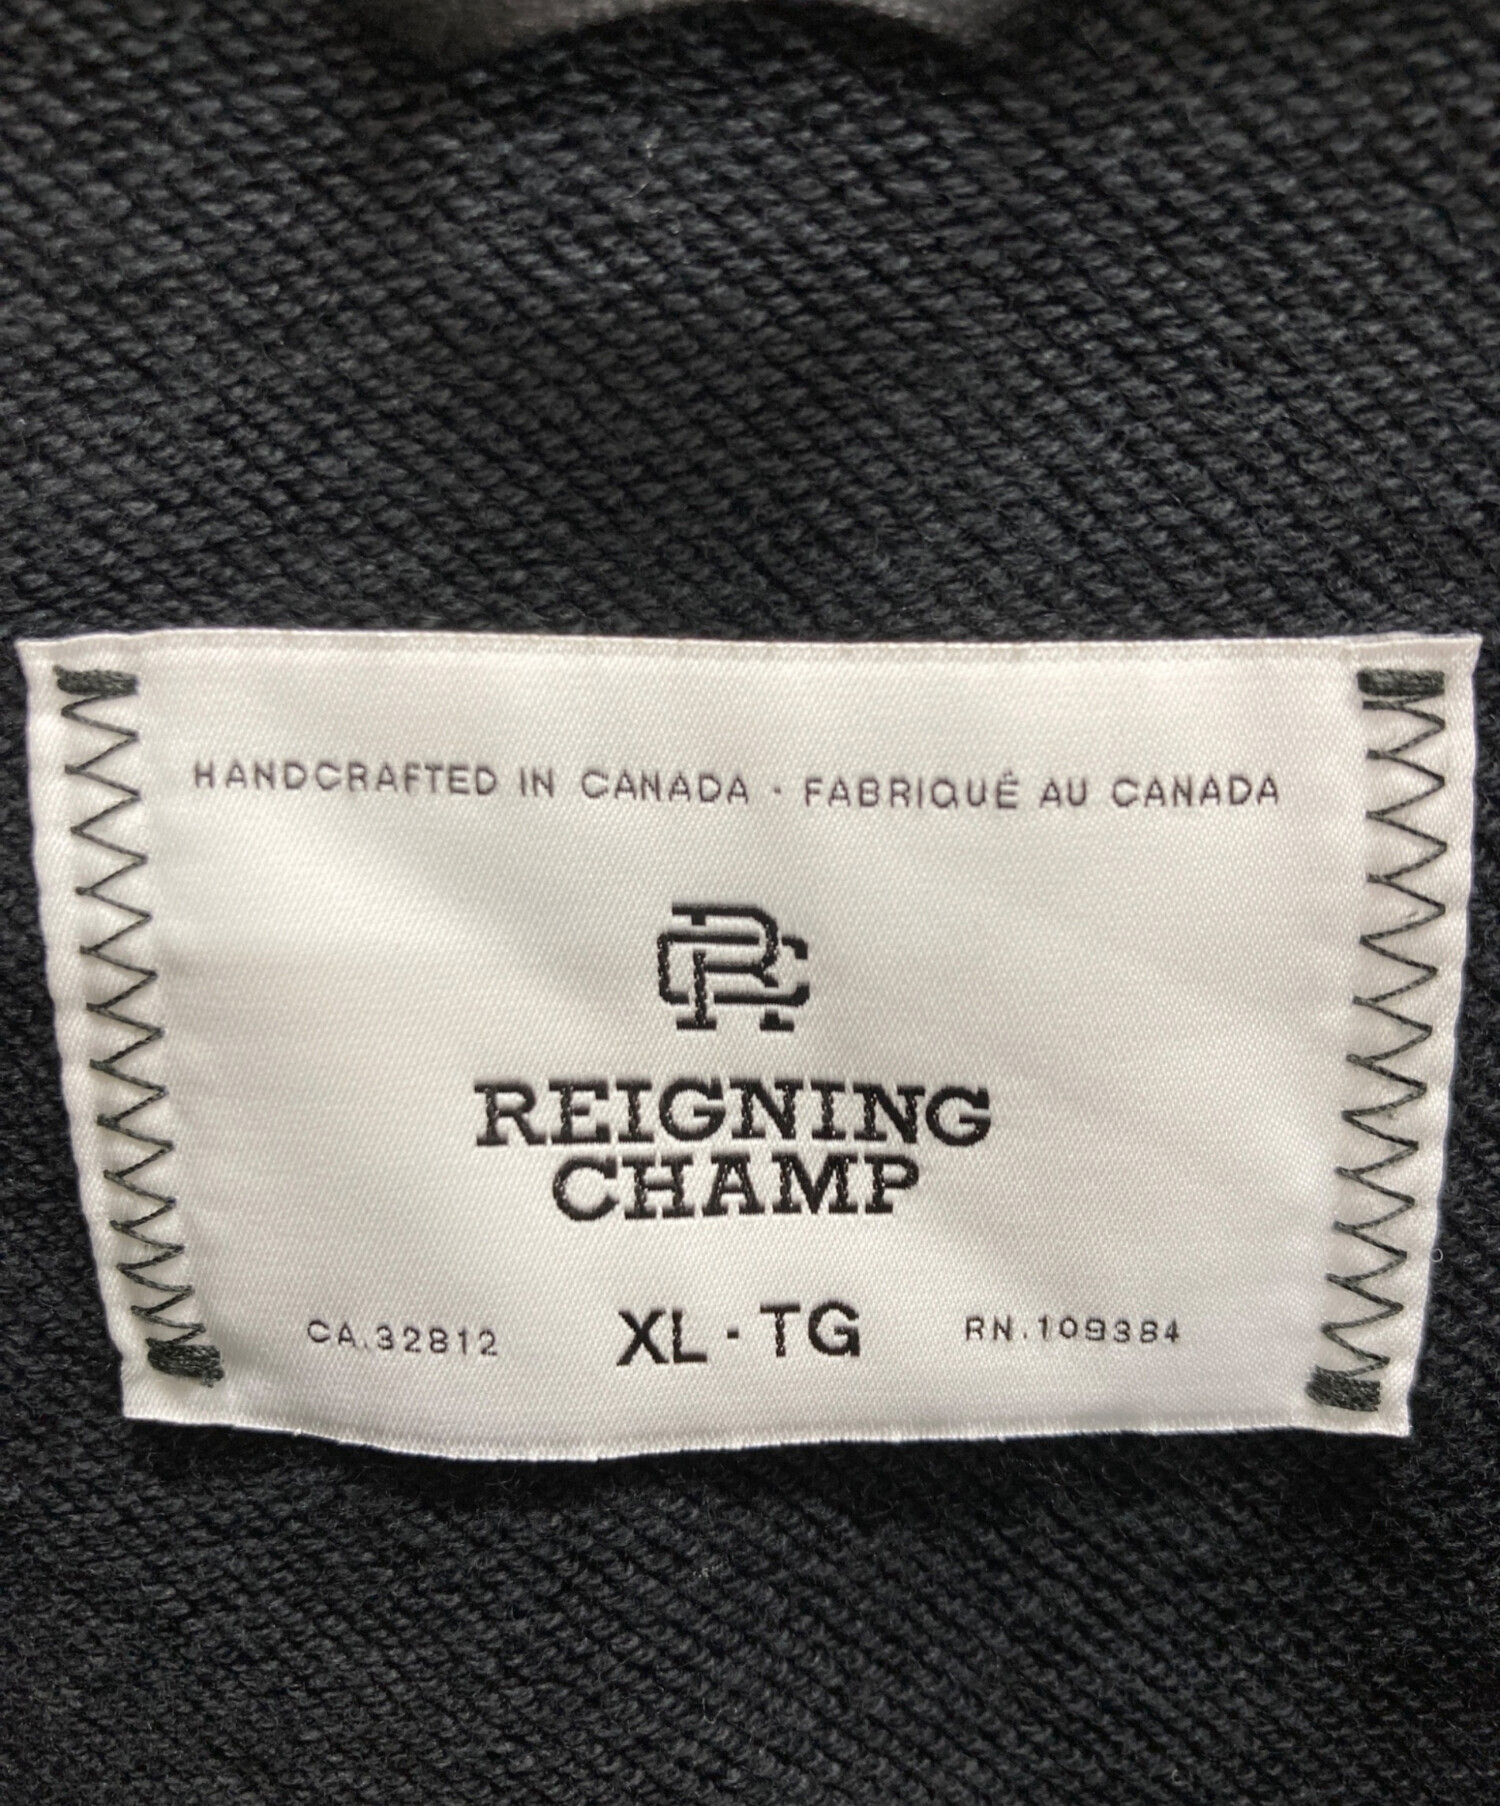 HANDCRAFTED IN CANADA · FABRIQUÉ AU CANADA
RC
REIGNING
CHAMP
CA.32812 XL · TG RN.109384